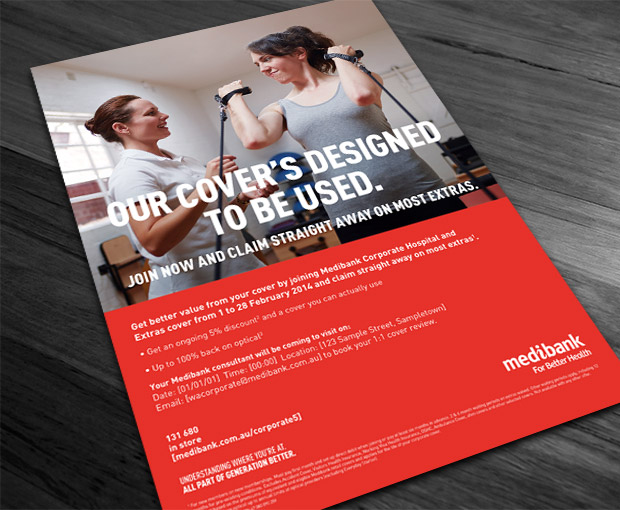 OUR COVER'S DESIGNED
TO BE USED.
JOIN NOW AND CLAIM STRAIGHT AWAY ON MOST EXTRAS.
Get better value from your cover by joining Medibank Corporate Hospital and
Extras cover from 1 to 28 February 2014 and claim straight away on most extras¹.
• Get an ongoing 5% discount² and a cover you can actually use
• Up to 100% back on optical³
Your Medibank consultant will be coming to visit on:
Date: [01/01/01] Time: [00:00] Location: [123 Sample Street, Sampletown]
Email: [wacorporate@medibank.com.au] to book your 1:1 cover review.
medibank
For Better Health
131 680
in store
[medibank.com.au/corporate5]
UNDERSTANDING WHERE YOU'RE AT.
ALL PART OF GENERATION BETTER.